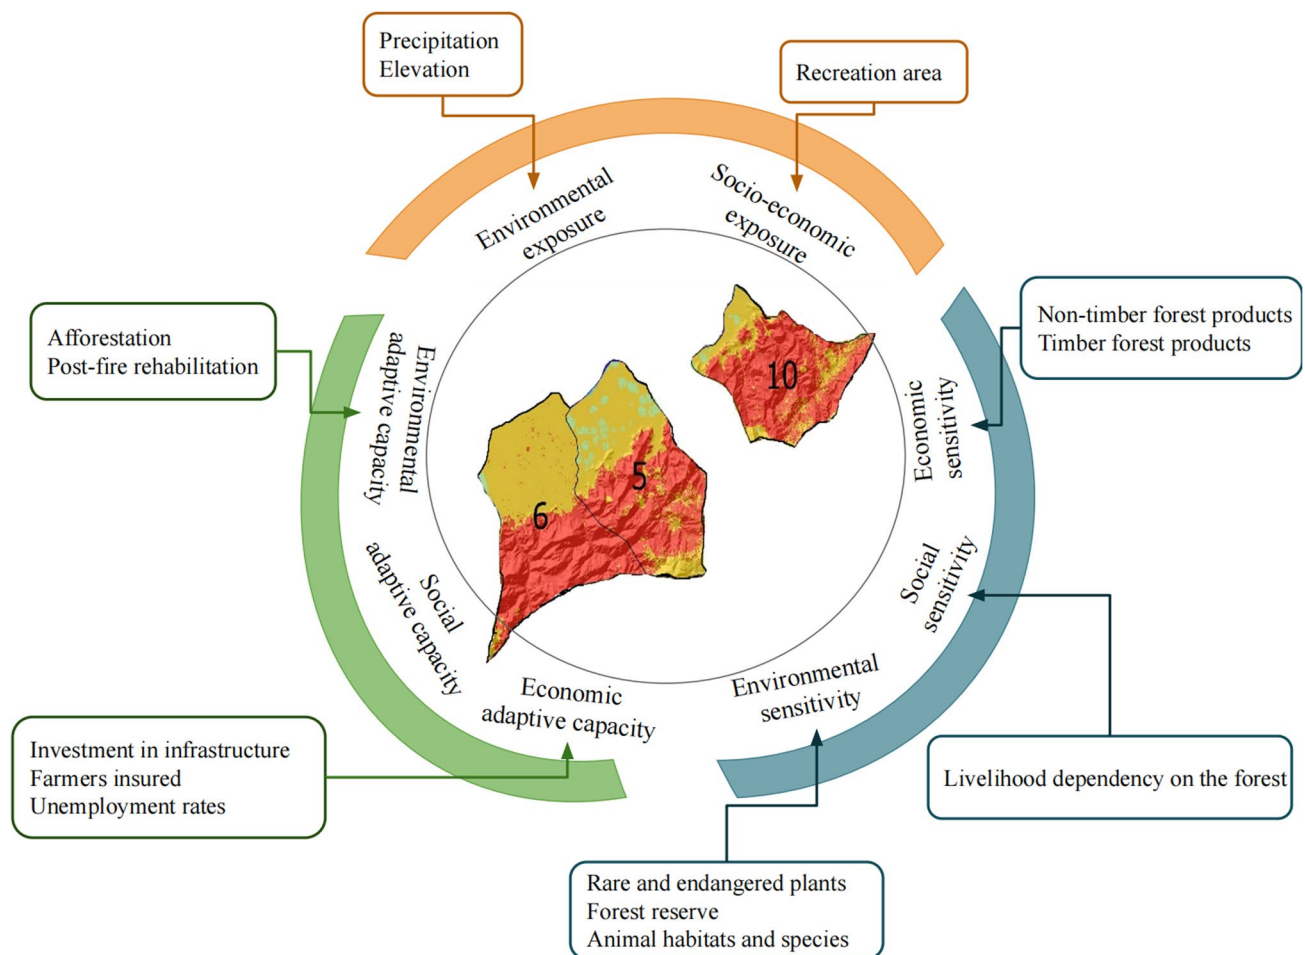 Precipitation
Elevation
Recreation area
Environmental
exposure
Socio-economic
exposure
Non-timber forest products
Timber forest products
Afforestation
Post-fire rehabilitation
Environmental
adaptive capacity
10
5
6
Economic
sensitivity
Social
sensitivity
Social
adaptive capacity
Economic
adaptive capacity
Environmental
sensitivity
Investment in infrastructure
Farmers insured
Unemployment rates
Livelihood dependency on the forest
Rare and endangered plants
Forest reserve
Animal habitats and species